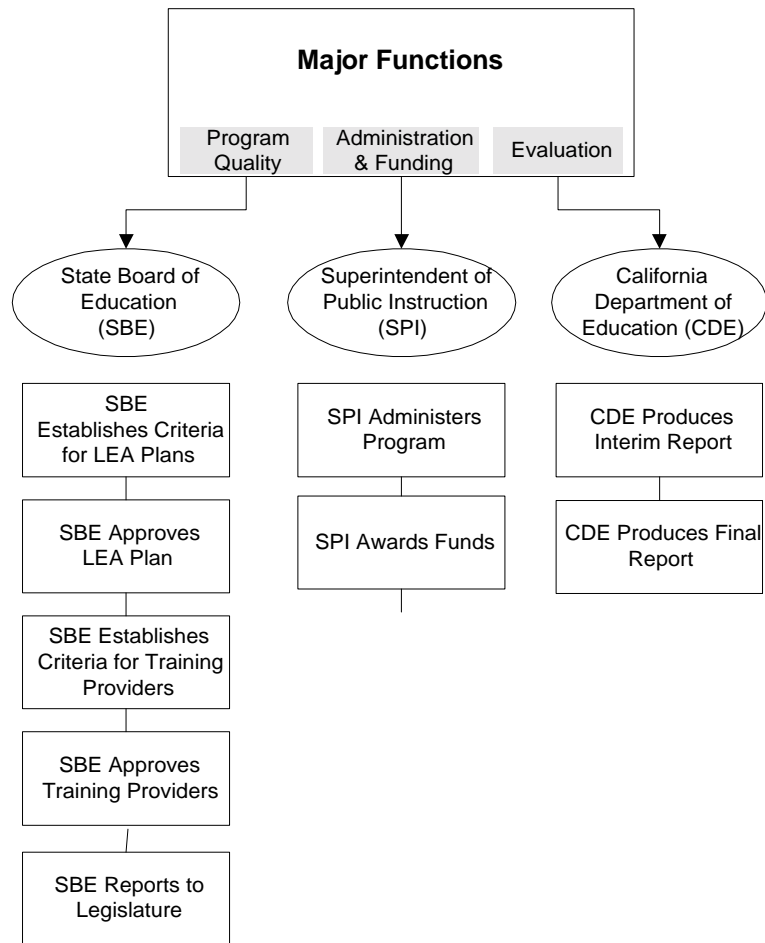 Major Functions
Program
Quality
Administration
& Funding
Evaluation
State Board of
Education
(SBE)
Superintendent of
Public Instruction
(SPI)
California
Department of
Education (CDE)
SBE
Establishes Criteria
for LEA Plans
SBE Approves
LEA Plan
SBE Establishes
Criteria for Training
Providers
SBE Approves
Training Providers
SBE Reports to
Legislature
SPI Administers
Program
SPI Awards Funds
CDE Produces
Interim Report
CDE Produces Final
Report